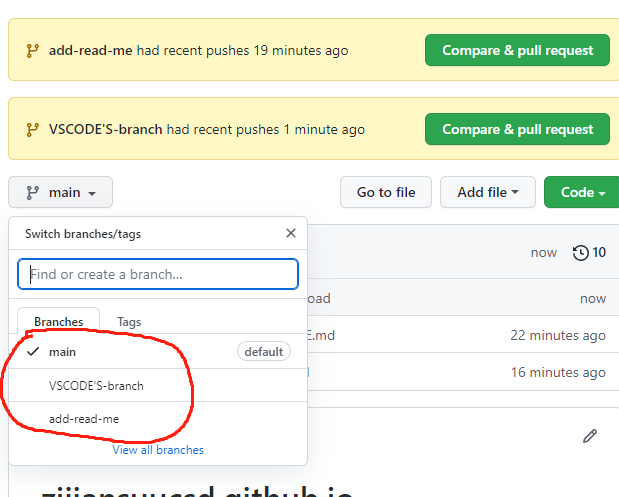 add-read-me had recent pushes 19 minutes ago
Compare & pull request
VSCODE'S-branch had recent pushes 1 minute ago
Compare & pull request
main
Go to file
Add file
Code
Switch branches/tags
now
10
Find or create a branch...
oad
now
Branches
Tags
E.md
22 minutes ago
main
default
16 minutes ago
VSCODE'S-branch
add-read-me
View all branches